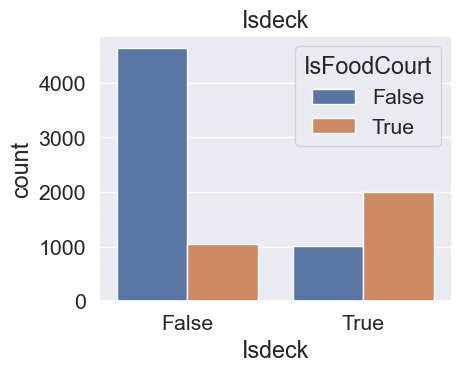 Isdeck
IsFoodCourt
False
True
4000
3000
2000
1000
0
count
False True
Isdeck